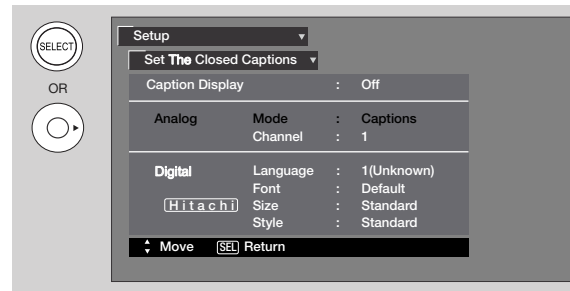 SELECT
OR
Setup
Set The Closed Captions
Caption Display : Off
Analog Mode : Captions
Channel : 1
Digital Language : 1(Unknown)
Font : Default
Hitachi Size : Standard
Style : Standard
Move SEL Return